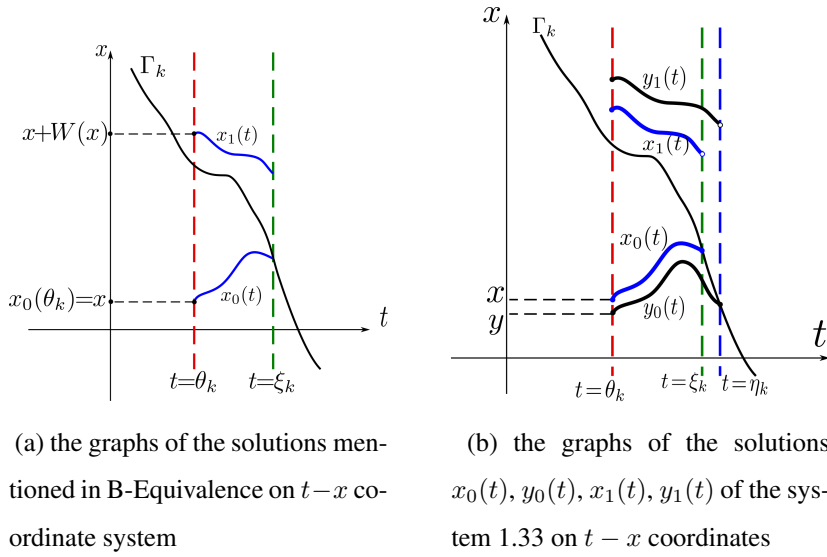 x
Γk
x+W(x)
x1(t)
x0(θk)=x
x0(t)
t
t=θk
t=ξk
(a) the graphs of the solutions men-
tioned in B-Equivalence on t−x co-
ordinate system
x
Γk
y1(t)
x1(t)
x0(t)
x
y
y0(t)
t
t=θk
t=ξk
t=ηk
(b) the graphs of the solutions
x0(t), y0(t), x1(t), y1(t) of the sys-
tem 1.33 on t − x coordinates